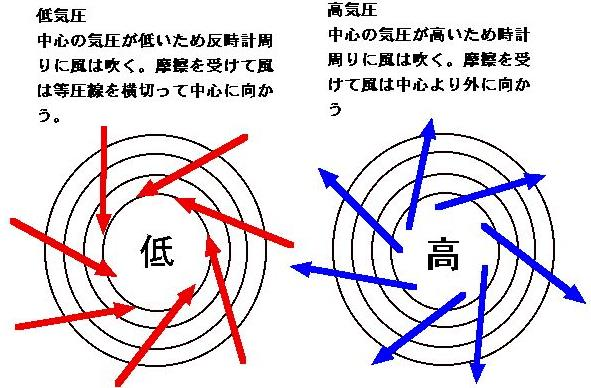 低気圧
中心の気圧が低いため反時計周
りに風は吹く。摩擦を受けて風
は等圧線を横切って中心に向か
う。
高気圧
中心の気圧が高いため時計
周りに風は吹く。摩擦を受
けて風は中心より外に向か
う
低
高